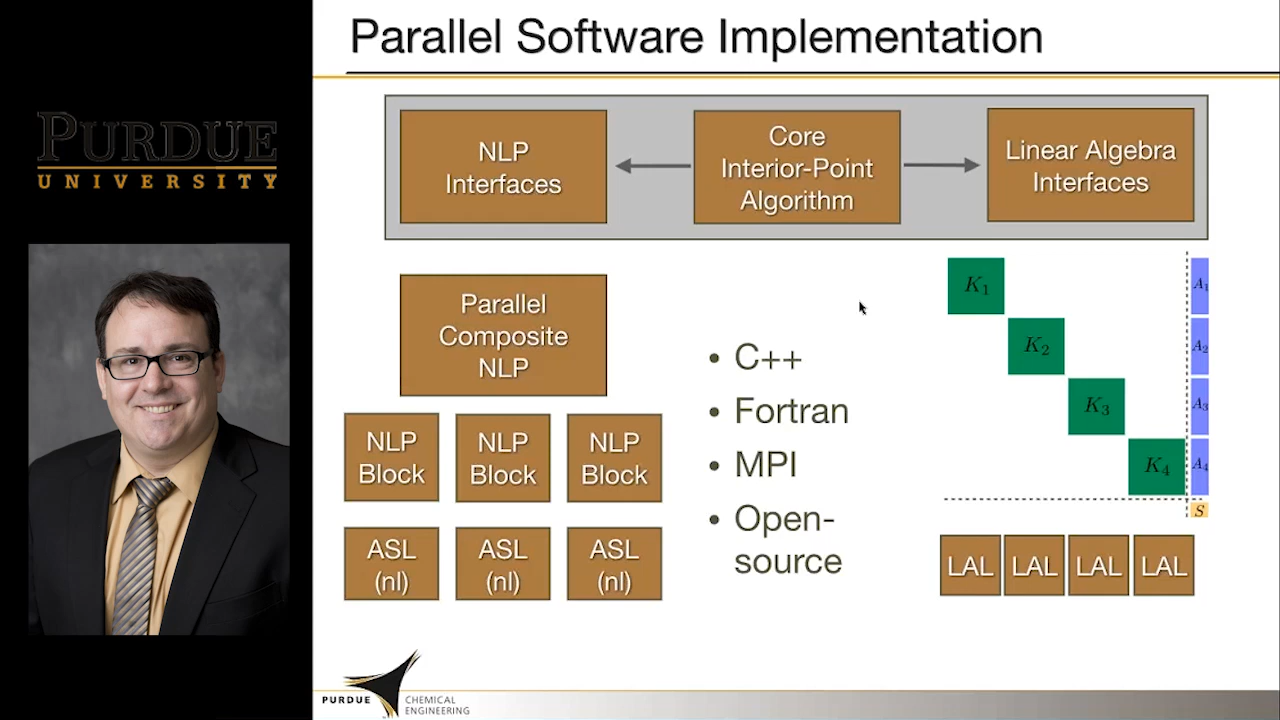 Parallel Software Implementation
PURDUE
UNIVERSITY
NLP
Interfaces
Core
Interior-Point
Algorithm
Linear Algebra
Interfaces
Parallel
Composite
NLP
NLP
Block
NLP
Block
NLP
Block
ASL
(nl)
ASL
(nl)
ASL
(nl)
• C++
• Fortran
• MPI
• Open-
source
K1
A1
K2
A2
K3
A3
K4
A4
S
LAL
LAL
LAL
LAL
PURDUE
CHEMICAL
ENGINEERING